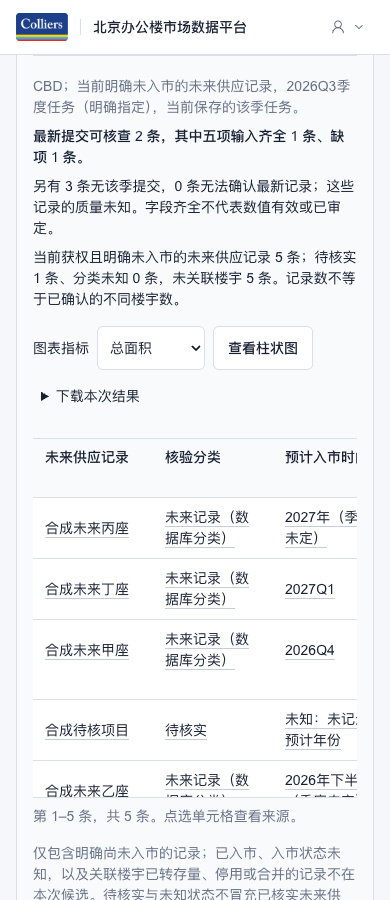 Colliers
北京办公楼市场数据平台
CBD；当前明确未入市的未来供应记录，2026Q3季
度任务（明确指定），当前保存的该季任务。
最新提交可核查 2 条，其中五项输入齐全 1 条、缺
项 1 条。
另有 3 条无该季提交，0 条无法确认最新记录；这些
记录的质量未知。字段齐全不代表数值有效或已审
定。
当前获权且明确未入市的未来供应记录 5 条；待核实
1 条、分类未知 0 条，未关联楼宇 5 条。记录数不等
于已确认的不同楼宇数。
图表指标
总面积
查看柱状图
▶ 下载本次结果
未来供应记录 核验分类 预计入市时
合成未来丙座
未来记录（数
据库分类）
2027年（季
未定）
合成未来丁座
未来记录（数
据库分类）
2027Q1
合成未来甲座
未来记录（数
据库分类）
2026Q4
合成待核项目
待核实
未知：未记
预计年份
合成未来乙座
未来记录（数
2026年下半
第 1–5 条，共 5 条。点选单元格查看来源。
仅包含明确尚未入市的记录；已入市、入市状态未
知，以及关联楼宇已转存量、停用或合并的记录不在
本次候选。待核实与未知状态不冒充已核实未来供